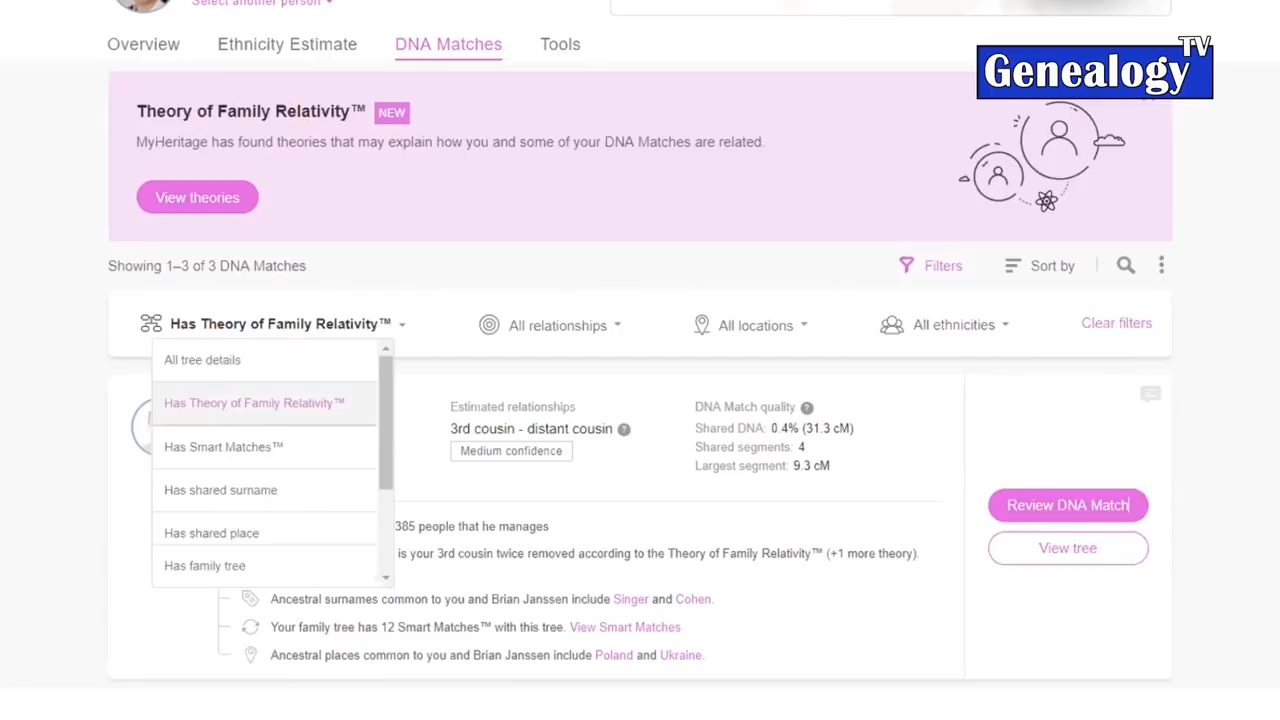 Select another person
TV
Genealogy
Overview Ethnicity Estimate DNA Matches Tools
Theory of Family Relativity™ NEW
MyHeritage has found theories that may explain how you and some of your DNA Matches are related.
View theories
Showing 1–3 of 3 DNA Matches
Filters Sort by
Has Theory of Family Relativity™ All relationships All locations All ethnicities Clear filters
All tree details
Has Theory of Family Relativity™
Has Smart Matches™
Has shared surname
Has shared place
Has family tree
Estimated relationships
3rd cousin - distant cousin ?
Medium confidence
DNA Match quality ?
Shared DNA: 0.4% (31.3 cM)
Shared segments: 4
Largest segment: 9.3 cM
Review DNA Match
View tree
385 people that he manages
is your 3rd cousin twice removed according to the Theory of Family Relativity™ (+1 more theory).
Ancestral surnames common to you and Brian Janssen include Singer and Cohen.
Your family tree has 12 Smart Matches™ with this tree. View Smart Matches
Ancestral places common to you and Brian Janssen include Poland and Ukraine.